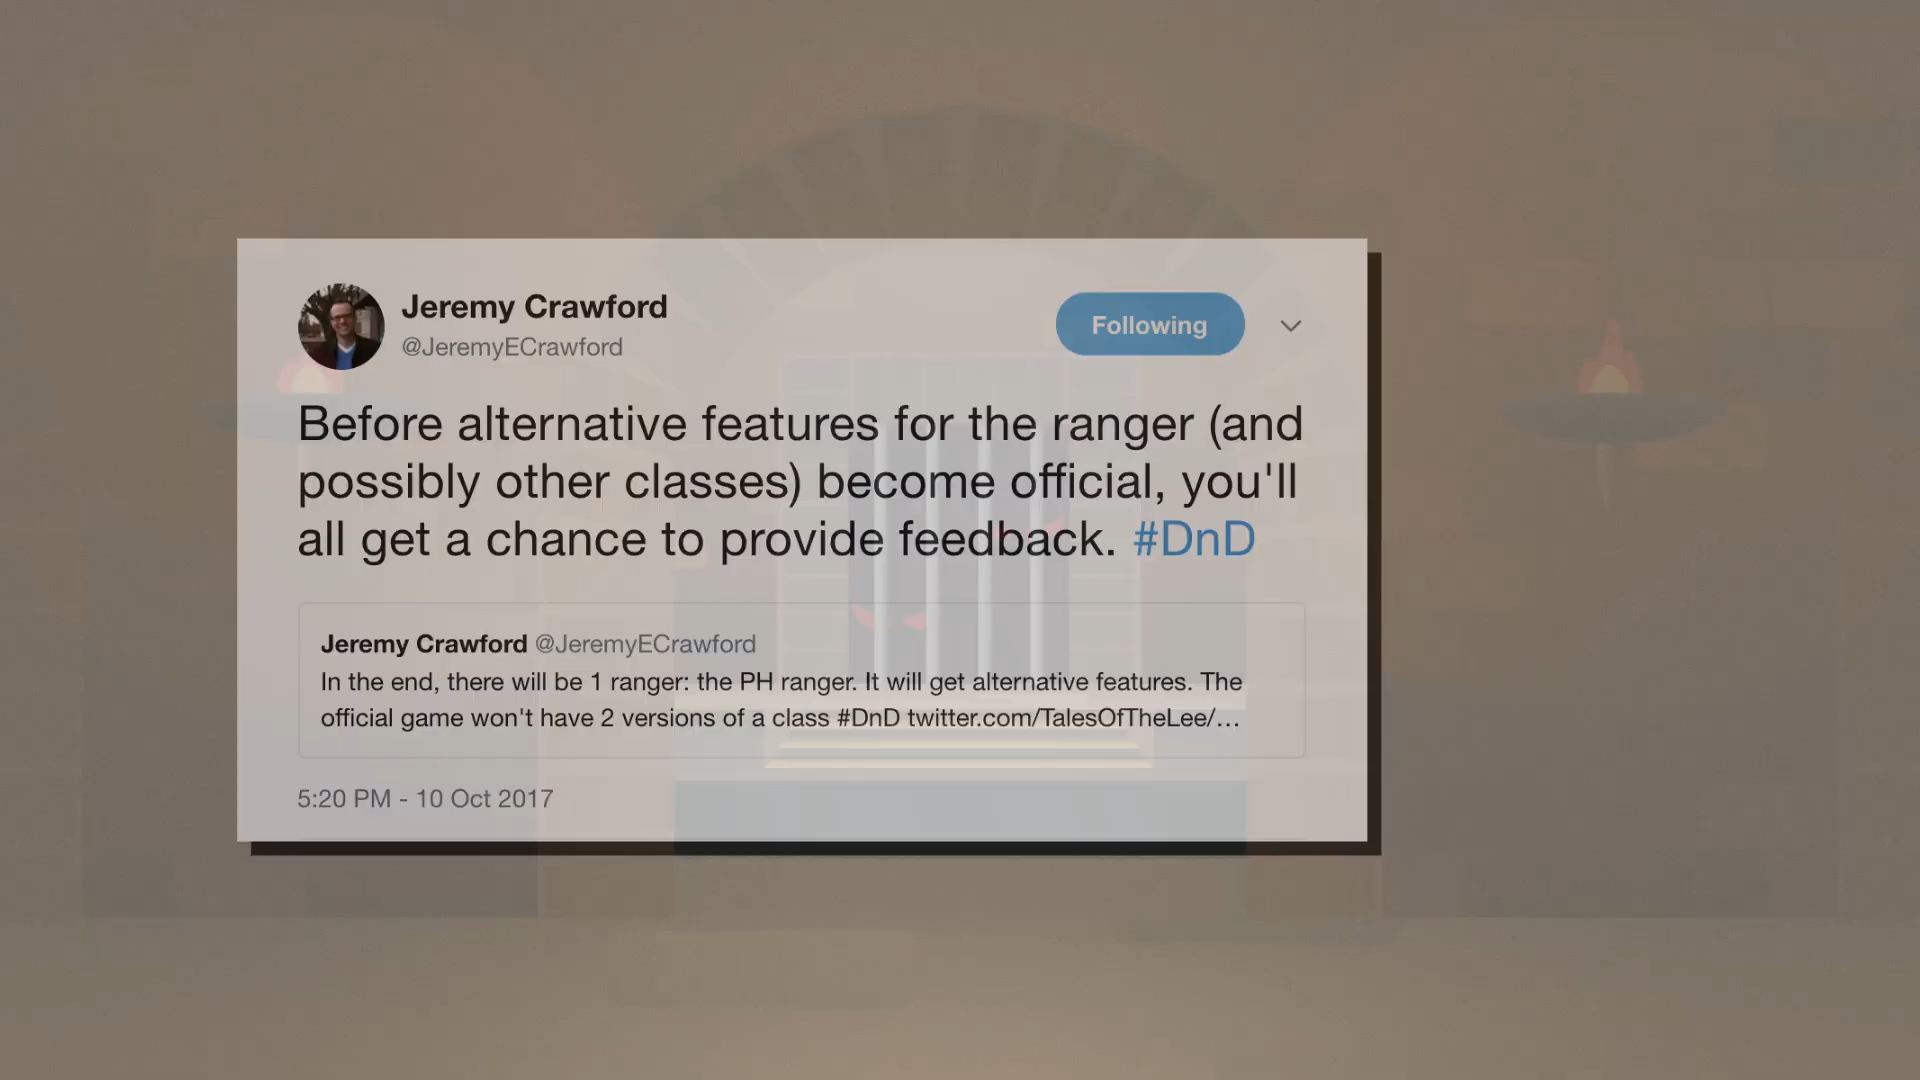 Jeremy Crawford
@JeremyECrawford
Following
Before alternative features for the ranger (and
possibly other classes) become official, you'll
all get a chance to provide feedback. #DnD
Jeremy Crawford @JeremyECrawford
In the end, there will be 1 ranger: the PH ranger. It will get alternative features. The
official game won't have 2 versions of a class #DnD twitter.com/TalesOfTheLee/…
5:20 PM - 10 Oct 2017